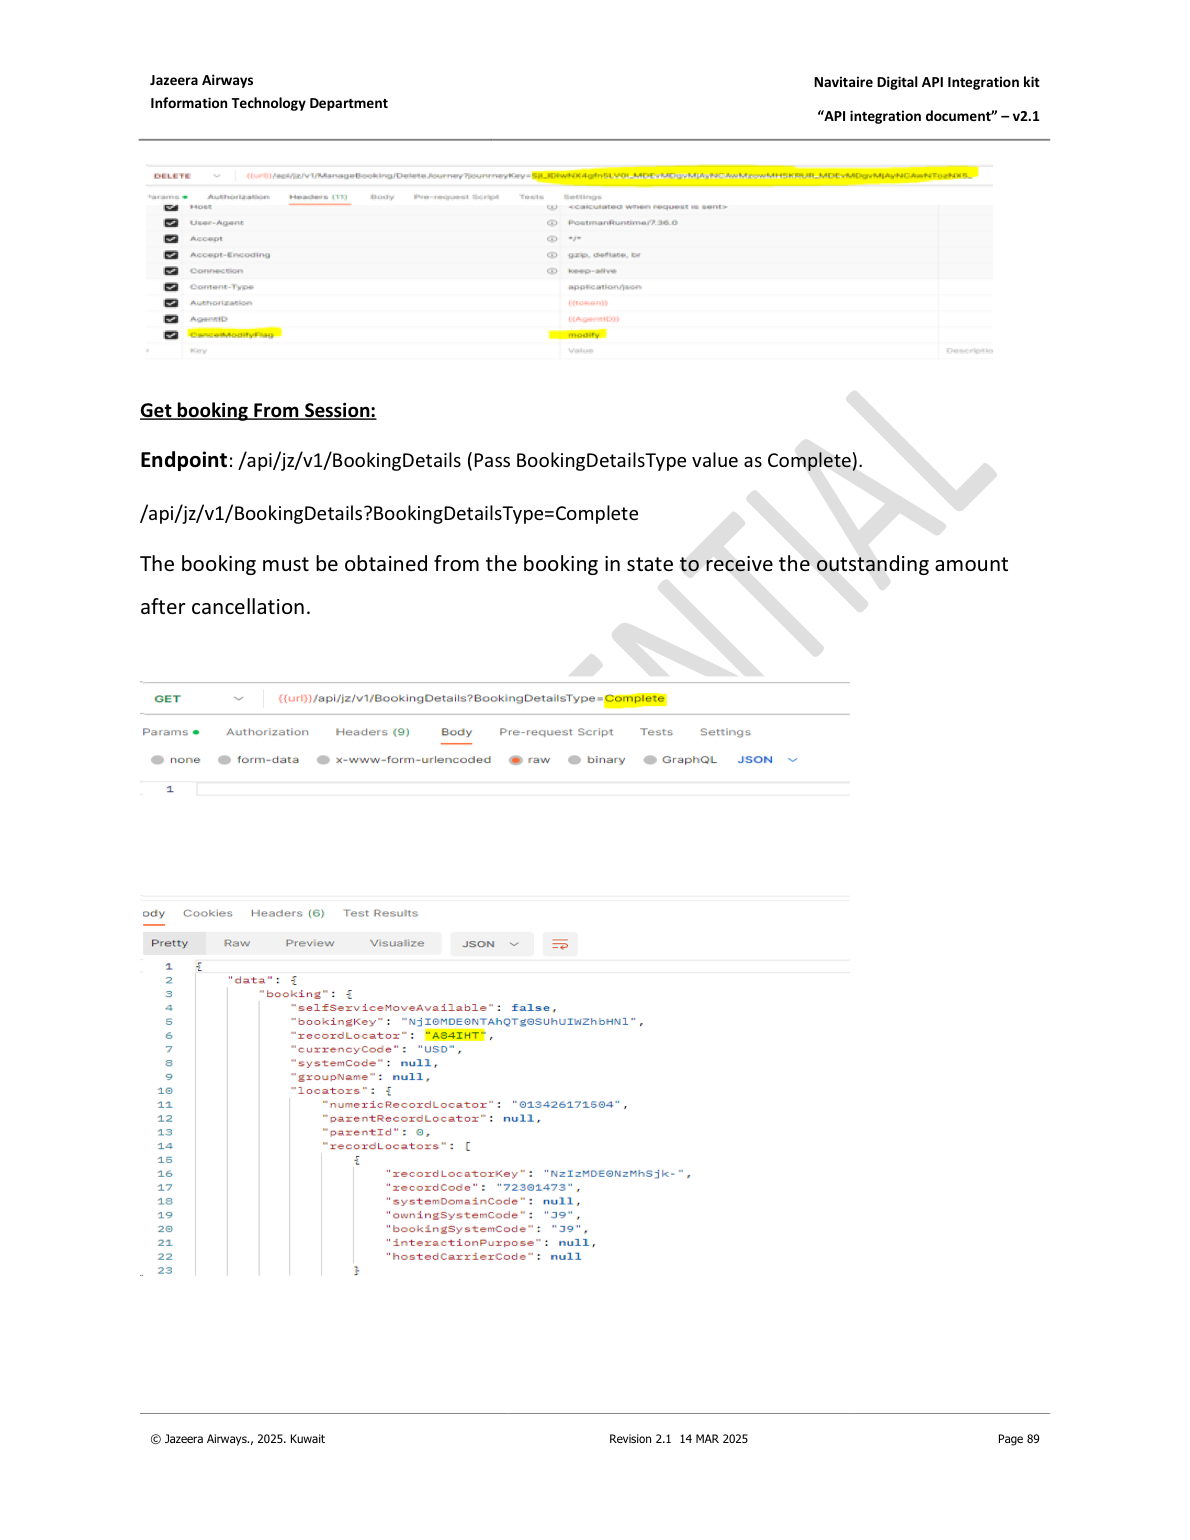 Jazeera Airways
Information Technology Department
Navitaire Digital API Integration kit
“API integration document” – v2.1
DELETE {{url}}/api/jz/v1/ManageBooking/DeleteJourney?jounrneyKey=
Params Authorization Headers (11) Body Pre-request Script Tests Settings
Host <calculated when request is sent>
User-Agent PostmanRuntime/7.36.0
Accept */*
Accept-Encoding gzip, deflate, br
Connection keep-alive
Content-Type application/json
Authorization {{token}}
AgentID {{AgentID}}
CancelModifyFlag modify
Key Value Descriptio
Get booking From Session:
Endpoint: /api/jz/v1/BookingDetails (Pass BookingDetailsType value as Complete).
/api/jz/v1/BookingDetails?BookingDetailsType=Complete
The booking must be obtained from the booking in state to receive the outstanding amount
after cancellation.
NTIAL
GET {{url}}/api/jz/v1/BookingDetails?BookingDetailsType=Complete
Params Authorization Headers (9) Body Pre-request Script Tests Settings
none form-data x-www-form-urlencoded raw binary GraphQL JSON
1
ody Cookies Headers (6) Test Results
Pretty Raw Preview Visualize JSON
1 {
2 "data": {
3 "booking": {
4 "selfServiceMoveAvailable": false,
5 "bookingKey": "NjI0MDE0NTAhQTg0SUhUIWZhbHNl",
6 "recordLocator": "A84IHT",
7 "currencyCode": "USD",
8 "systemCode": null,
9 "groupName": null,
10 "locators": {
11 "numericRecordLocator": "013426171504",
12 "parentRecordLocator": null,
13 "parentId": 0,
14 "recordLocators": [
15 {
16 "recordLocatorKey": "NzIzMDE0NzMhSjk-",
17 "recordCode": "72301473",
18 "systemDomainCode": null,
19 "owningSystemCode": "J9",
20 "bookingSystemCode": "J9",
21 "interactionPurpose": null,
22 "hostedCarrierCode": null
23 }
© Jazeera Airways., 2025. Kuwait Revision 2.1 14 MAR 2025 Page 89